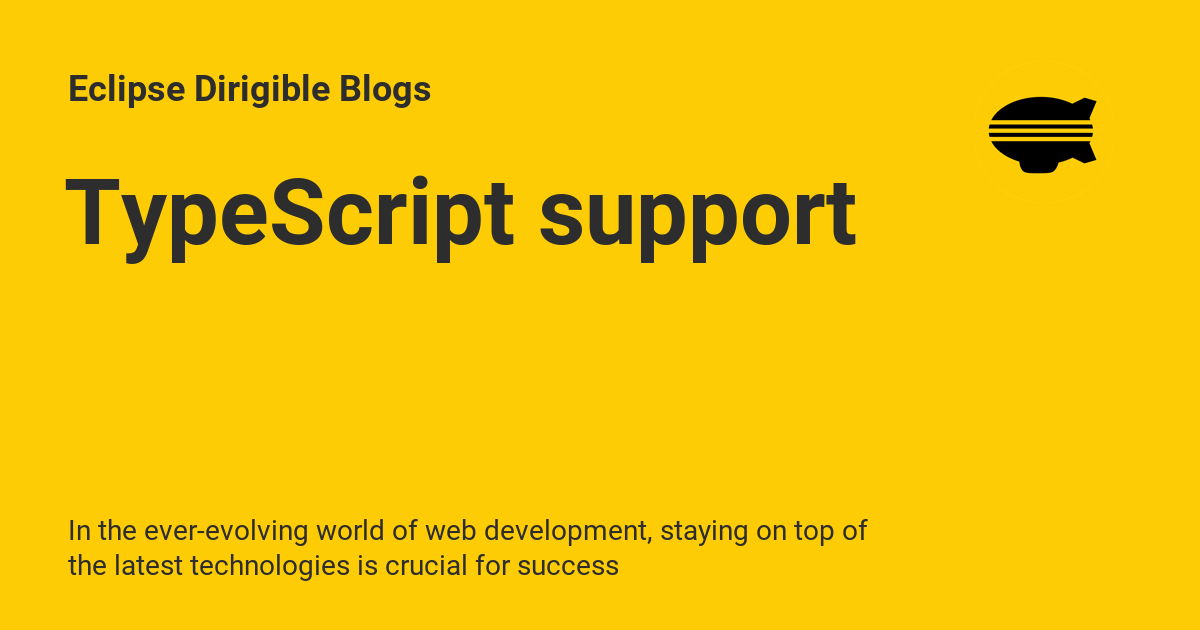 Eclipse Dirigible Blogs
TypeScript support
In the ever-evolving world of web development, staying on top of
the latest technologies is crucial for success